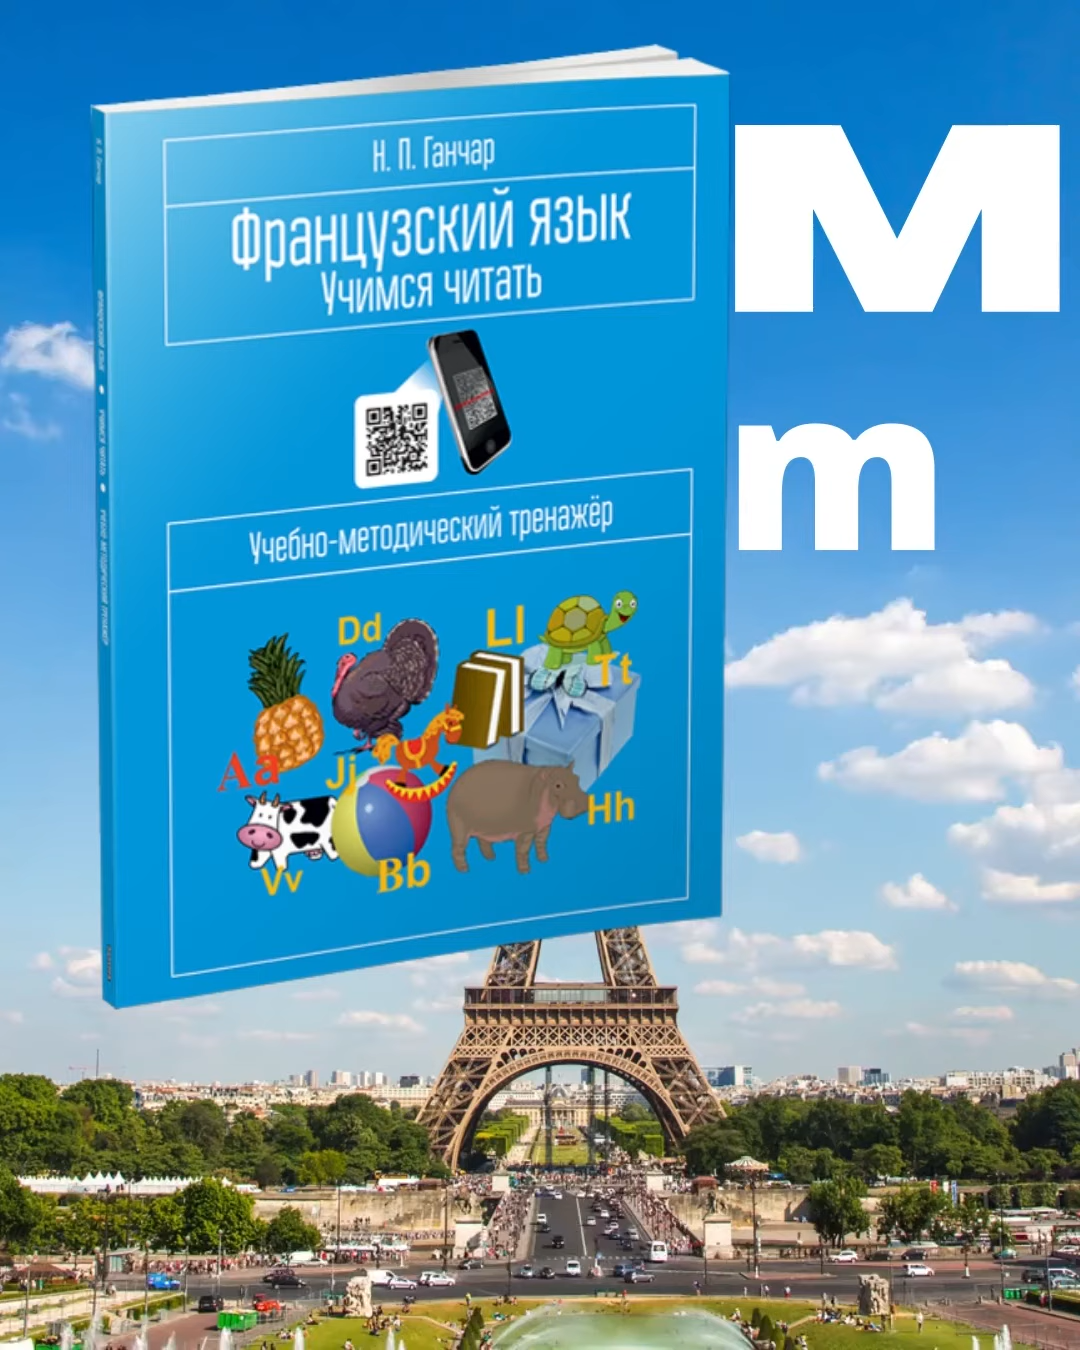 Н. П. Ганчар
Французский язык
Учимся читать
Учебно-методический тренажёр
Dd
Ll
Tt
Aa
Jj
Hh
Vv
Bb
M
m